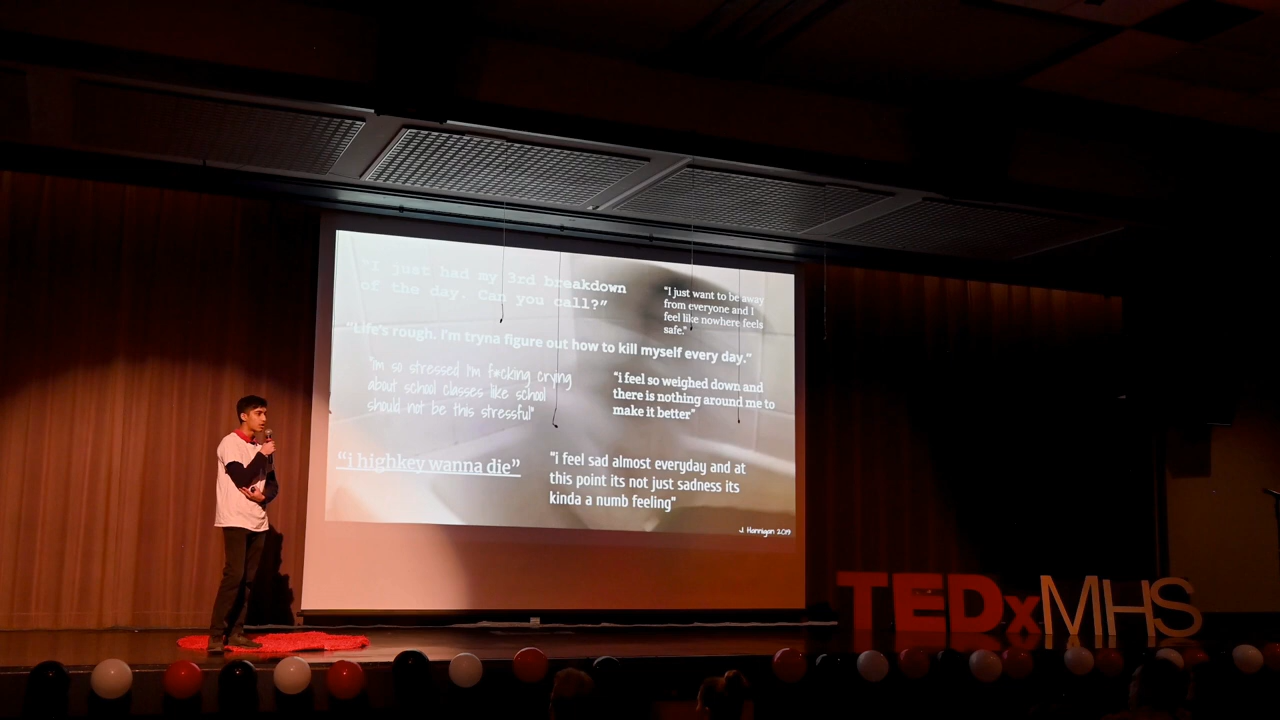 "I just had my 3rd breakdown
of the day. Can you call?"
"I just want to be away
from everyone and I
feel like nowhere feels
safe."
"Life's rough. I'm tryna figure out how to kill myself every day."
"im so stressed I'm f*cking crying
about school classes like school
should not be this stressful"
"i feel so weighed down and
there is nothing around me to
make it better"
"i highkey wanna die"
"i feel sad almost everyday and at
this point its not just sadness its
kinda a numb feeling"
J. Hannigan 2019
TEDxMHS